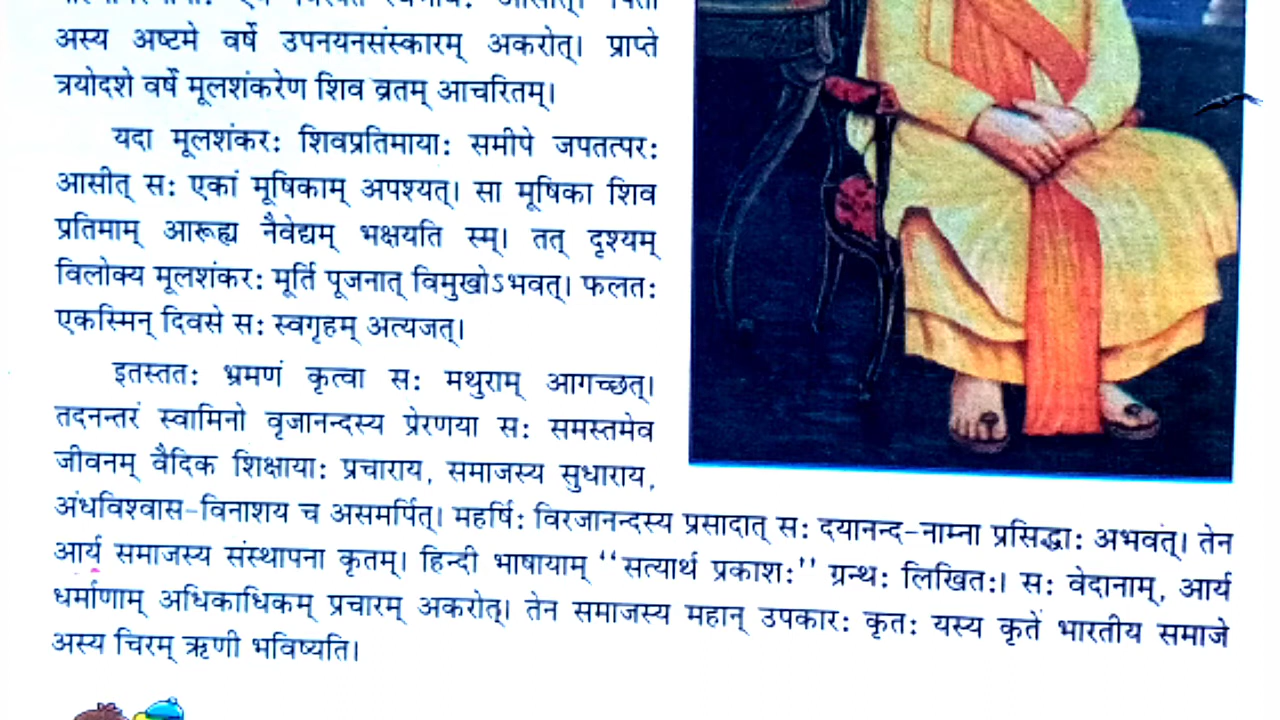 अस्य अष्टमे वर्षे उपनयनसंस्कारम् अकरोत्। प्राप्ते
त्रयोदशे वर्षे मूलशंकरेण शिव व्रतम् आचरितम्।
यदा मूलशंकरः शिवप्रतिमायाः समीपे जपतत्परः
आसीत् सः एकां मूषिकाम् अपश्यत्। सा मूषिका शिव
प्रतिमाम् आरूह्य नैवेद्यम् भक्षयति स्म्। तत् दृश्यम्
विलोक्य मूलशंकरः मूर्ति पूजनात् विमुखोऽभवत्। फलतः
एकस्मिन् दिवसे सः स्वगृहम् अत्यजत्।
इतस्ततः भ्रमणं कृत्वा सः मथुराम् आगच्छत्।
तदनन्तरं स्वामिनो वृजानन्दस्य प्रेरणया सः समस्तमेव
जीवनम् वैदिक शिक्षायाः प्रचाराय, समाजस्य सुधाराय,
अंधविश्वास-विनाशय च असमर्पित्। महर्षिः विरजानन्दस्य प्रसादात् सः दयानन्द-नाम्ना प्रसिद्धाः अभवत्। तेन
आर्य समाजस्य संस्थापना कृतम्। हिन्दी भाषायाम् ‘‘सत्यार्थ प्रकाशः’’ ग्रन्थः लिखितः। सः वेदानाम्, आर्य
धर्माणाम् अधिकाधिकम् प्रचारम् अकरोत्। तेन समाजस्य महान् उपकारः कृतः यस्य कृते भारतीय समाजे
अस्य चिरम् ऋणी भविष्यति।